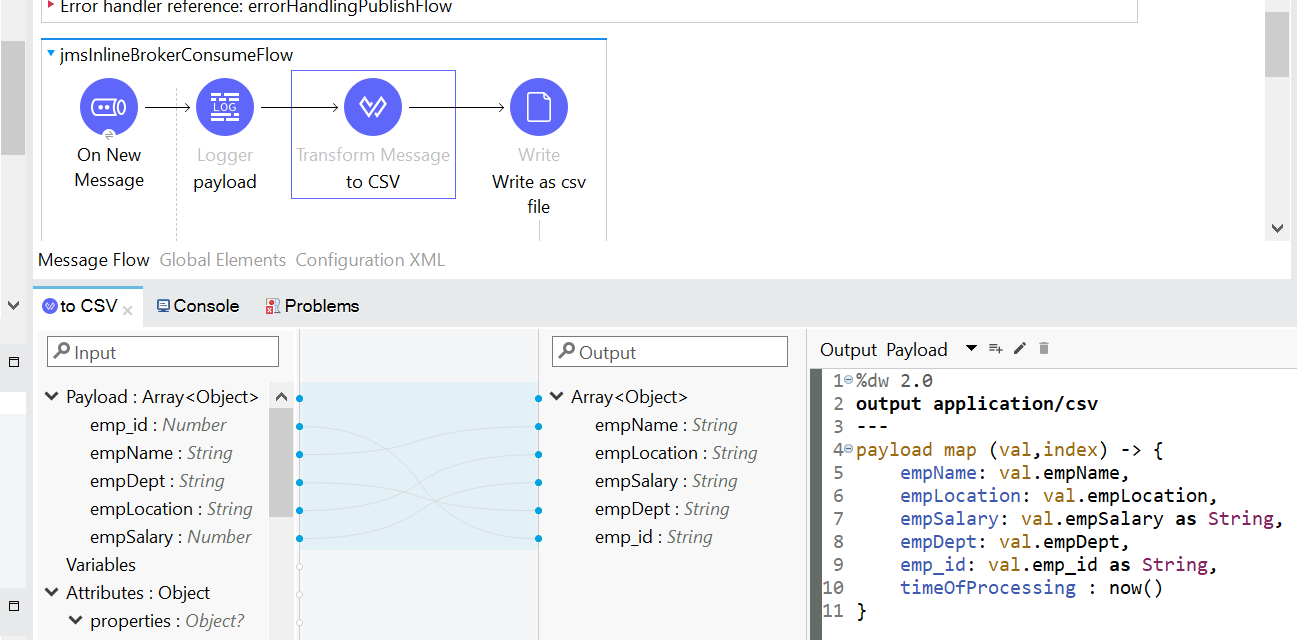 Error handler reference: errorHandlingPublishFlow
jmsInlineBrokerConsumeFlow
LOG
On New
Message
Logger
payload
Transform Message
to CSV
Write
Write as csv
file
Message Flow Global Elements Configuration XML
to CSV Console Problems
Input
Payload : Array<Object>
emp_id : Number
empName : String
empDept : String
empLocation : String
empSalary : Number
Variables
Attributes : Object
properties : Object?
Output
Array<Object>
empName : String
empLocation : String
empSalary : String
empDept : String
emp_id : String
Output Payload
1 %dw 2.0
2 output application/csv
3 ---
4 payload map (val,index) -> {
5 empName: val.empName,
6 empLocation: val.empLocation,
7 empSalary: val.empSalary as String,
8 empDept: val.empDept,
9 emp_id: val.emp_id as String,
10 timeOfProcessing : now()
11 }